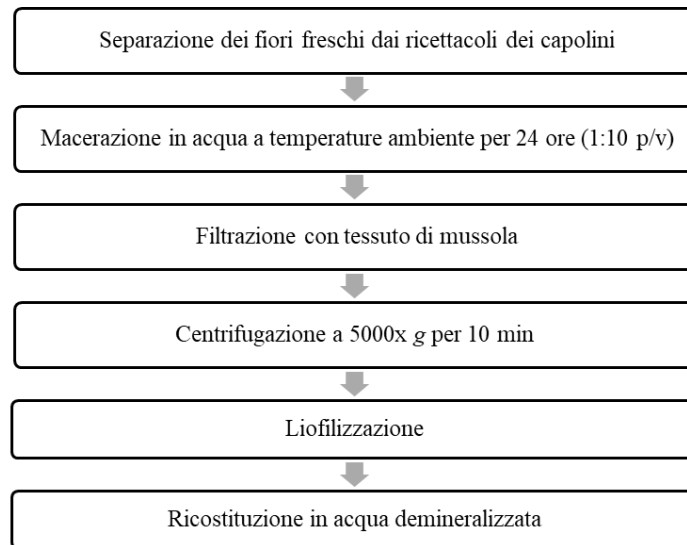 Separazione dei fiori freschi dai ricettacoli dei capolini
Macerazione in acqua a temperature ambiente per 24 ore (1:10 p/v)
Filtrazione con tessuto di mussola
Centrifugazione a 5000x g per 10 min
Liofilizzazione
Ricostituzione in acqua demineralizzata